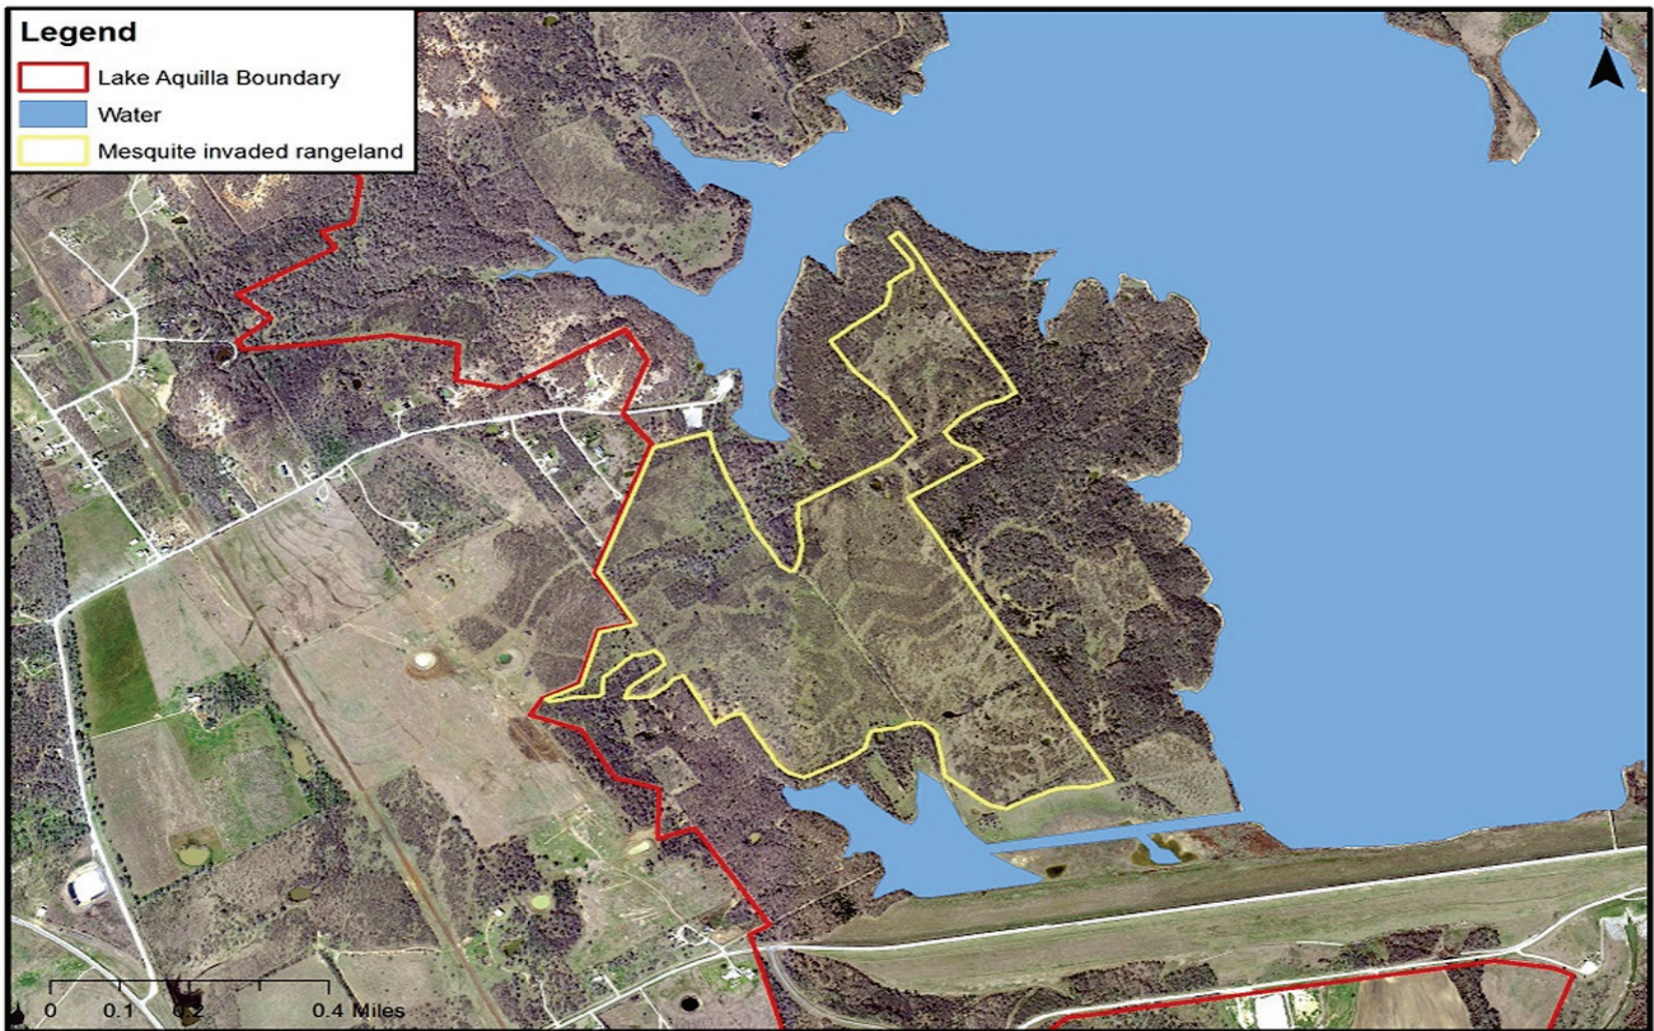 Legend
Lake Aquilla Boundary
Water
Mesquite invaded rangeland
N
0 0.1 0.2 0.4 Miles